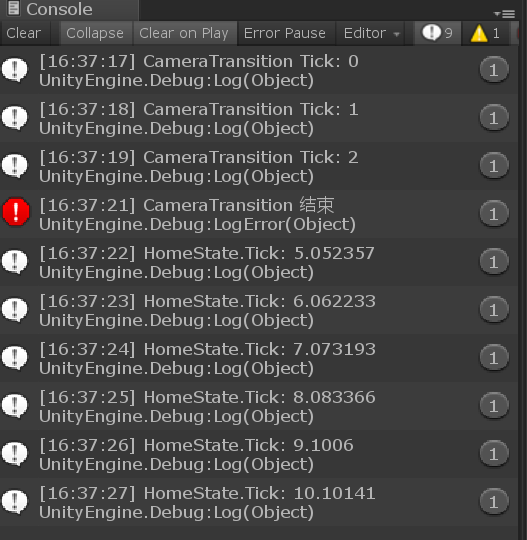 Console
Clear Collapse Clear on Play Error Pause Editor 9 1
[16:37:17] CameraTransition Tick: 0
UnityEngine.Debug:Log(Object)
1
[16:37:18] CameraTransition Tick: 1
UnityEngine.Debug:Log(Object)
1
[16:37:19] CameraTransition Tick: 2
UnityEngine.Debug:Log(Object)
1
[16:37:21] CameraTransition 结束
UnityEngine.Debug:LogError(Object)
1
[16:37:22] HomeState.Tick: 5.052357
UnityEngine.Debug:Log(Object)
1
[16:37:23] HomeState.Tick: 6.062233
UnityEngine.Debug:Log(Object)
1
[16:37:24] HomeState.Tick: 7.073193
UnityEngine.Debug:Log(Object)
1
[16:37:25] HomeState.Tick: 8.083366
UnityEngine.Debug:Log(Object)
1
[16:37:26] HomeState.Tick: 9.1006
UnityEngine.Debug:Log(Object)
1
[16:37:27] HomeState.Tick: 10.10141
UnityEngine.Debug:Log(Object)
1